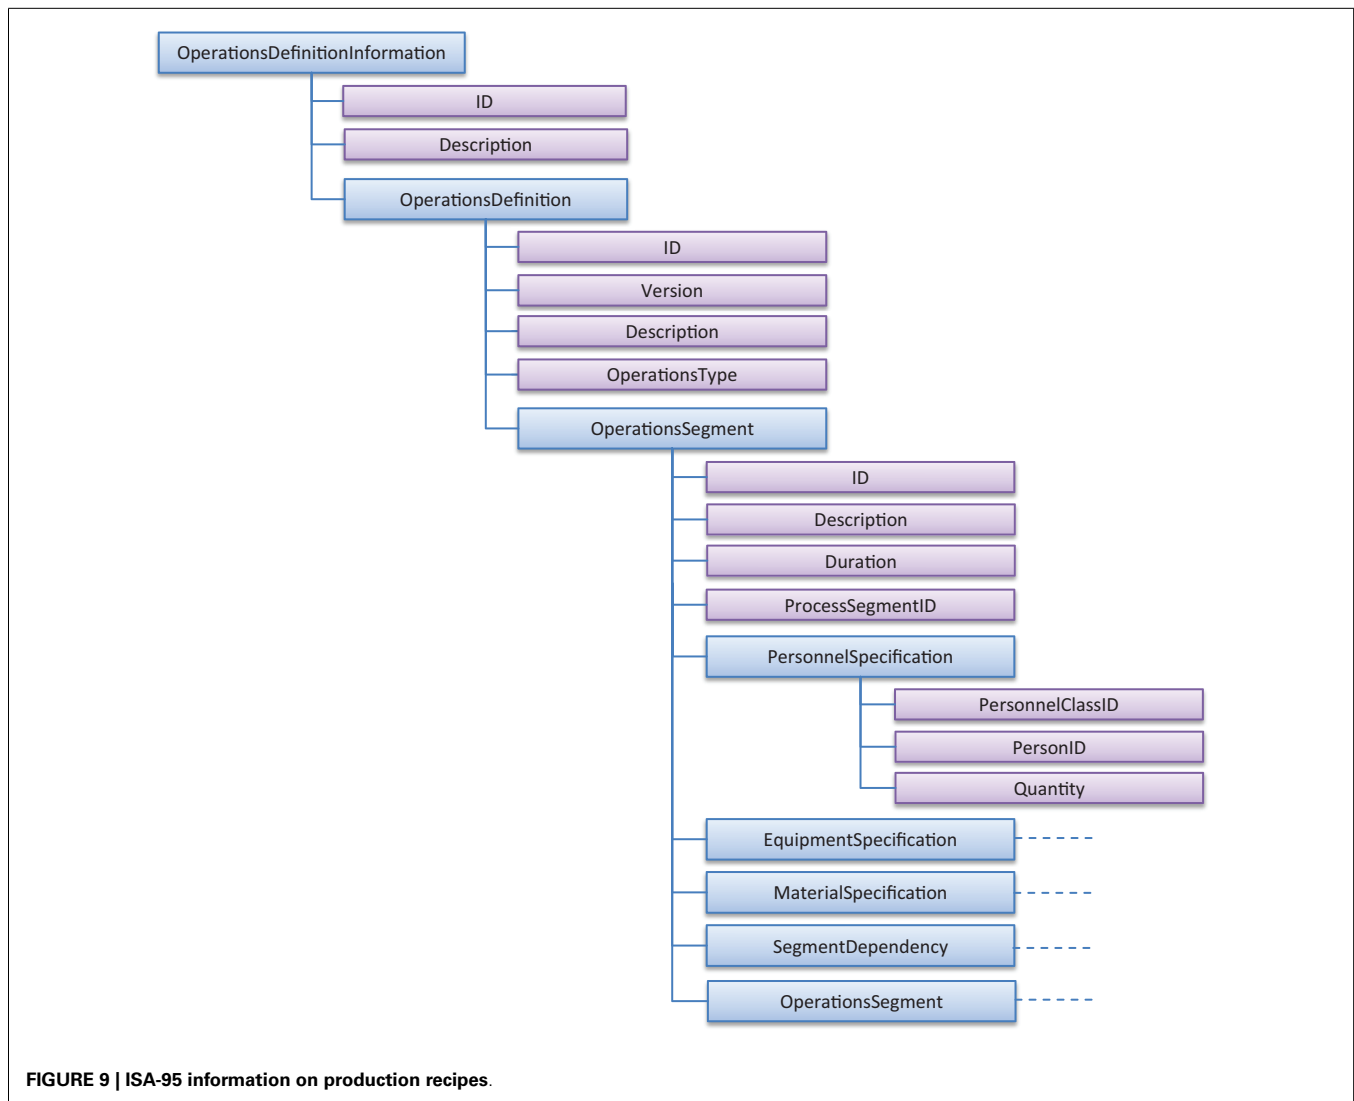 OperationsDefinitionInformation
ID
Description
OperationsDefinition
ID
Version
Description
OperationsType
OperationsSegment
ID
Description
Duration
ProcessSegmentID
PersonnelSpecification
PersonnelClassID
PersonID
Quantity
EquipmentSpecification
MaterialSpecification
SegmentDependency
OperationsSegment
FIGURE 9 | ISA-95 information on production recipes.